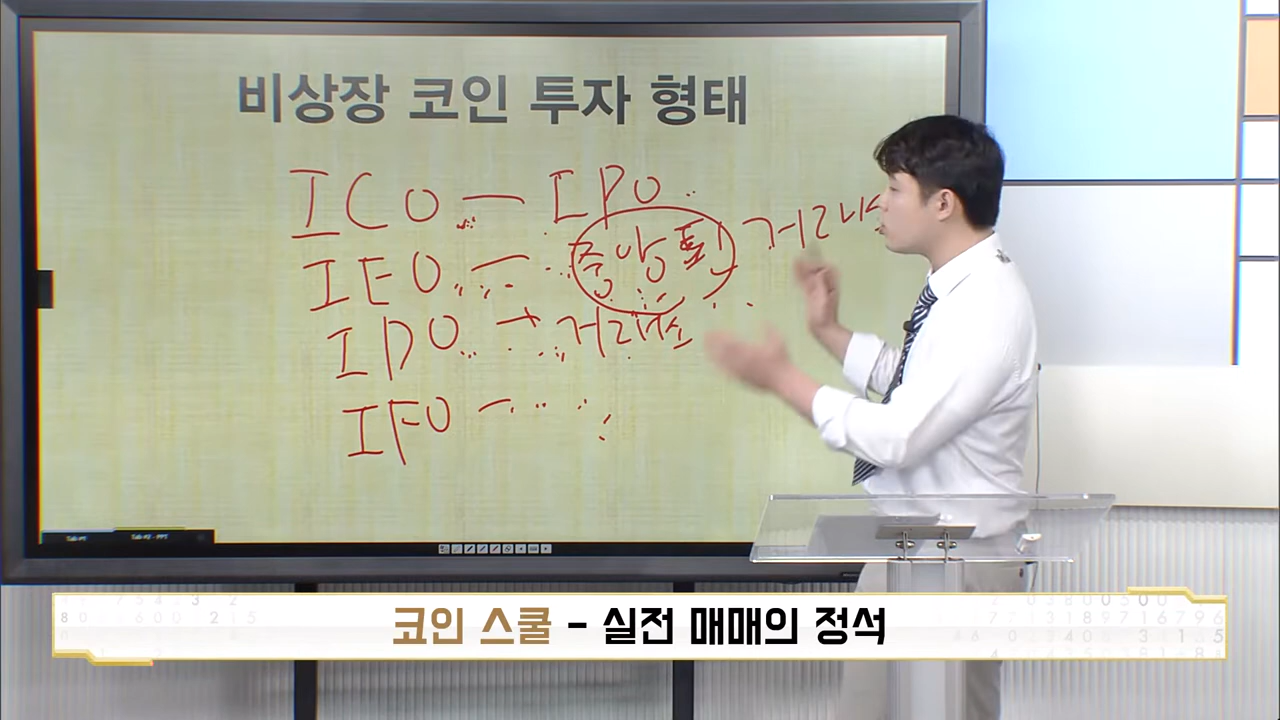 비상장 코인 투자 형태
ICO — IPO
IEO — 중앙화 거래소
IDO → 거래소
IFO —
코인 스쿨 - 실전 매매의 정석